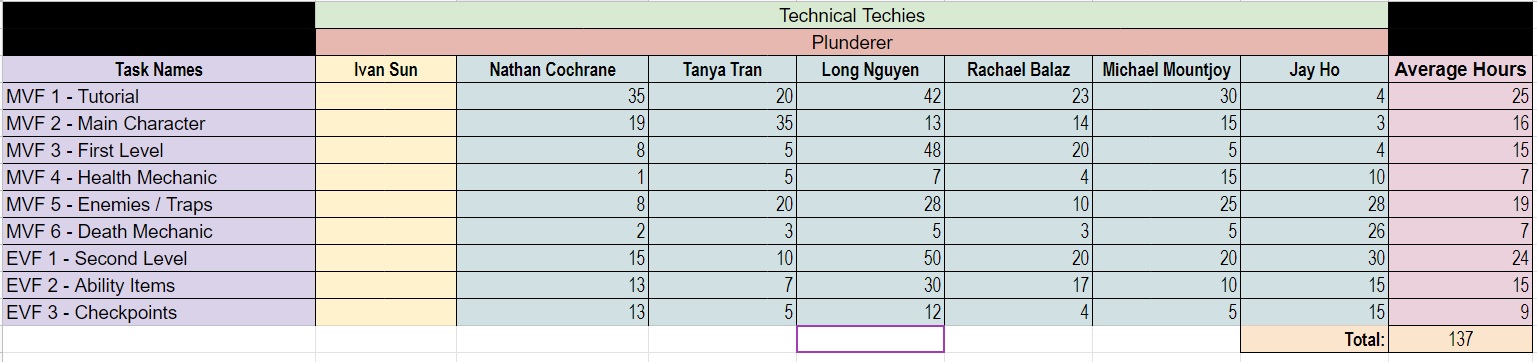 Technical Techies
Plunderer
Task Names Ivan Sun Nathan Cochrane Tanya Tran Long Nguyen Rachael Balaz Michael Mountjoy Jay Ho Average Hours
MVF 1 - Tutorial 35 20 42 23 30 4 25
MVF 2 - Main Character 19 35 13 14 15 3 16
MVF 3 - First Level 8 5 48 20 5 4 15
MVF 4 - Health Mechanic 1 5 7 4 15 10 7
MVF 5 - Enemies / Traps 8 20 28 10 25 28 19
MVF 6 - Death Mechanic 2 3 5 3 5 26 7
EVF 1 - Second Level 15 10 50 20 20 30 24
EVF 2 - Ability Items 13 7 30 17 10 15 15
EVF 3 - Checkpoints 13 5 12 4 5 15 9
Total: 137